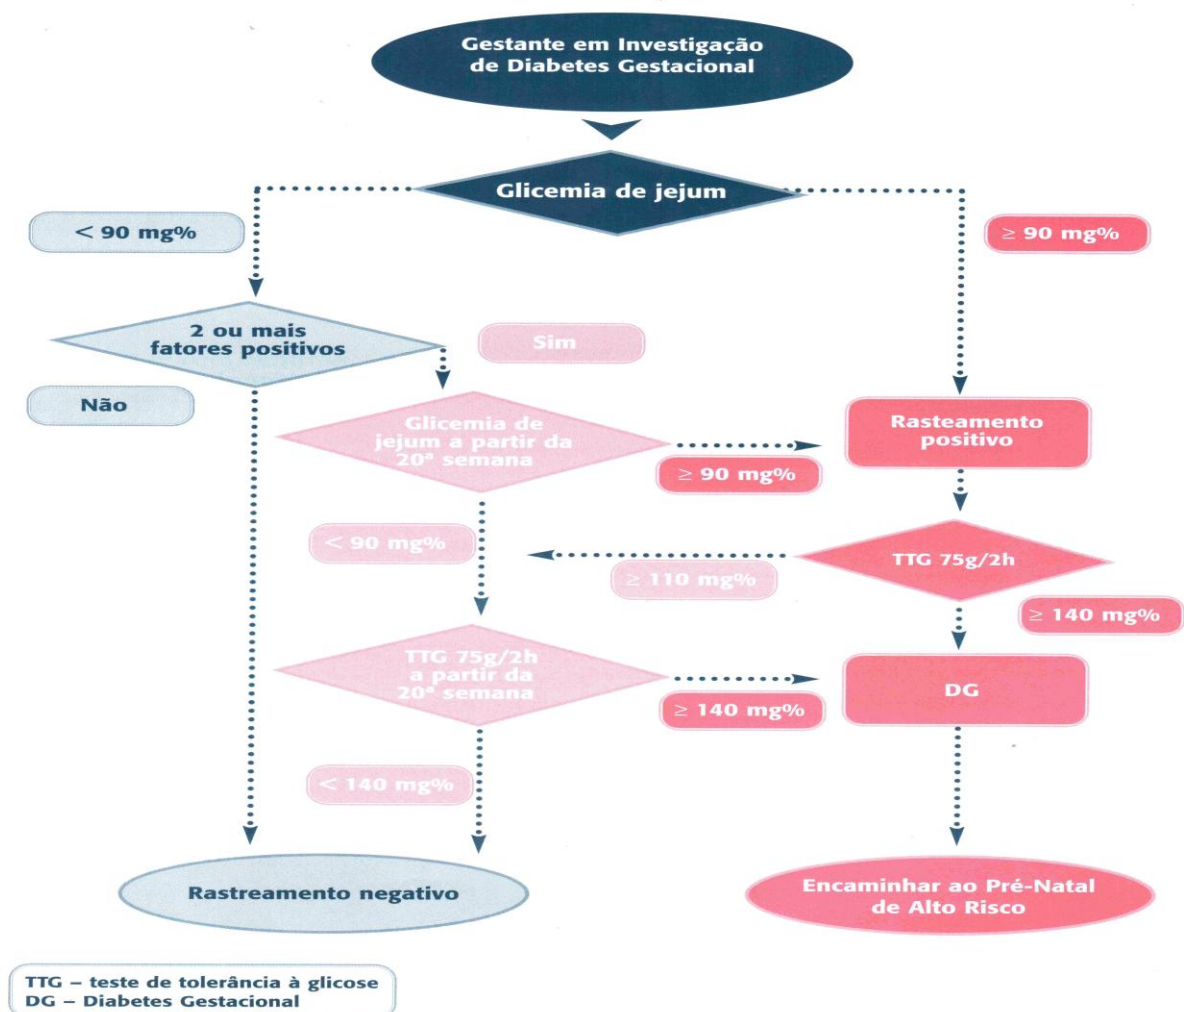 Gestante em Investigação
de Diabetes Gestacional
Glicemia de jejum
< 90 mg%
≥ 90 mg%
2 ou mais
fatores positivos
Sim
Não
Glicemia de
jejum a partir da
20ª semana
Rasteamento
positivo
≥ 90 mg%
< 90 mg%
TTG 75g/2h
≥ 110 mg%
≥ 140 mg%
TTG 75g/2h
a partir da
20ª semana
DG
≥ 140 mg%
< 140 mg%
Rastreamento negativo
Encaminhar ao Pré-Natal
de Alto Risco
TTG – teste de tolerância à glicose
DG – Diabetes Gestacional